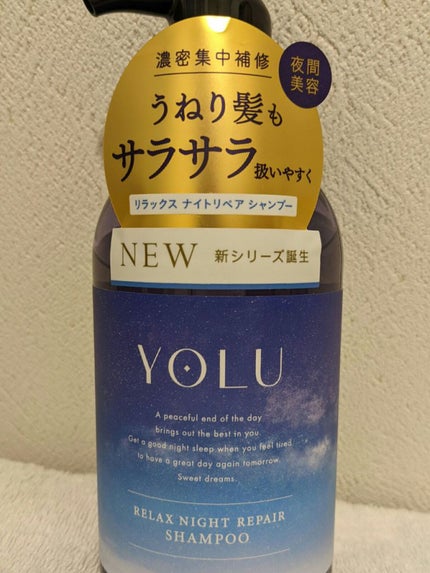 濃密集中補修
夜間
美容
うねり髪も
サラサラ扱いやすく
リラックス ナイトリペア シャンプー
NEW 新シリーズ誕生
YOLU
A peaceful end of the day
brings out the best in you.
Get a good night sleep when you feel tired
to have a great day again tomorrow.
Sweet dreams.
RELAX NIGHT REPAIR
SHAMPOO